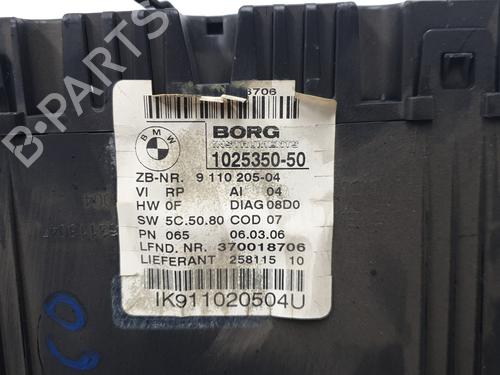 8706
BMW
BORG
INSTRUMENTS
1025350-50
ZB-NR. 9 110 205-04
VI RP AI 04
HW 0F DIAG 08D0
SW 5C.50.80 COD 07
PN 065 06.03.06
LFND. NR. 370018706
LIEFERANT 258115 10
IK911020504U
B-PARTS